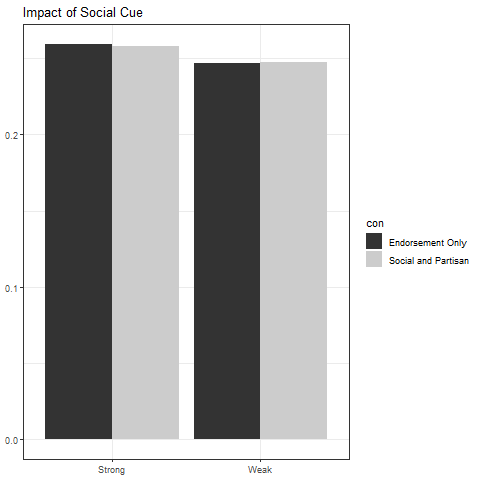 Impact of Social Cue
0.2
0.1
0.0
Strong
Weak
con
Endorsement Only
Social and Partisan